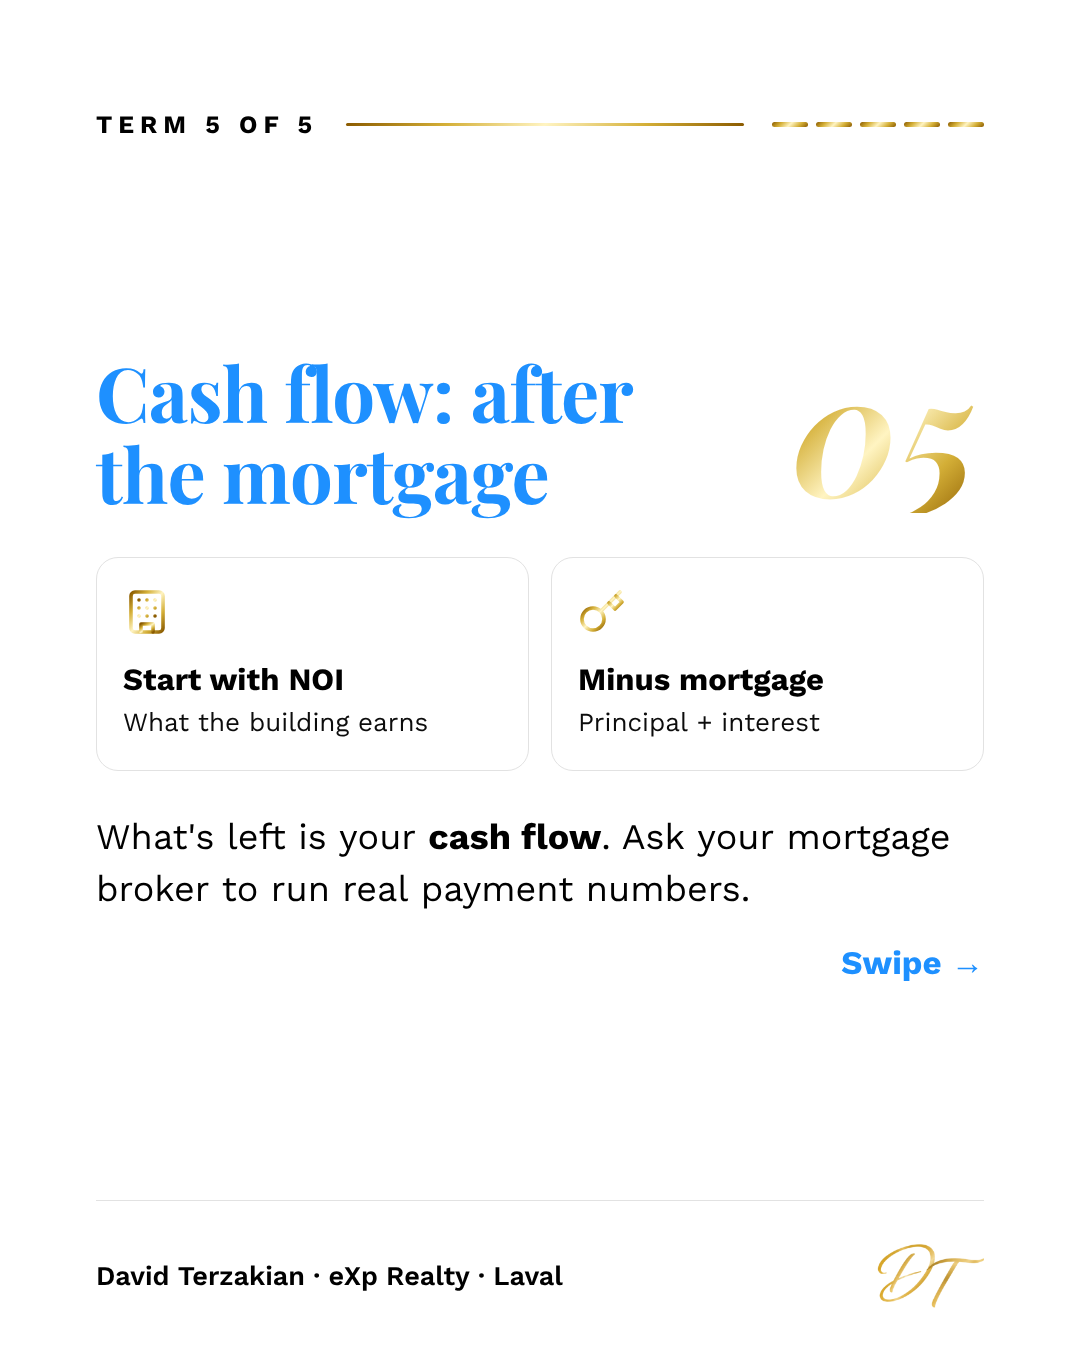 TERM 5 OF 5
Cash flow: after
the mortgage
05
Start with NOI
What the building earns
Minus mortgage
Principal + interest
What's left is your cash flow. Ask your mortgage
broker to run real payment numbers.
Swipe →
David Terzakian · eXp Realty · Laval
DT